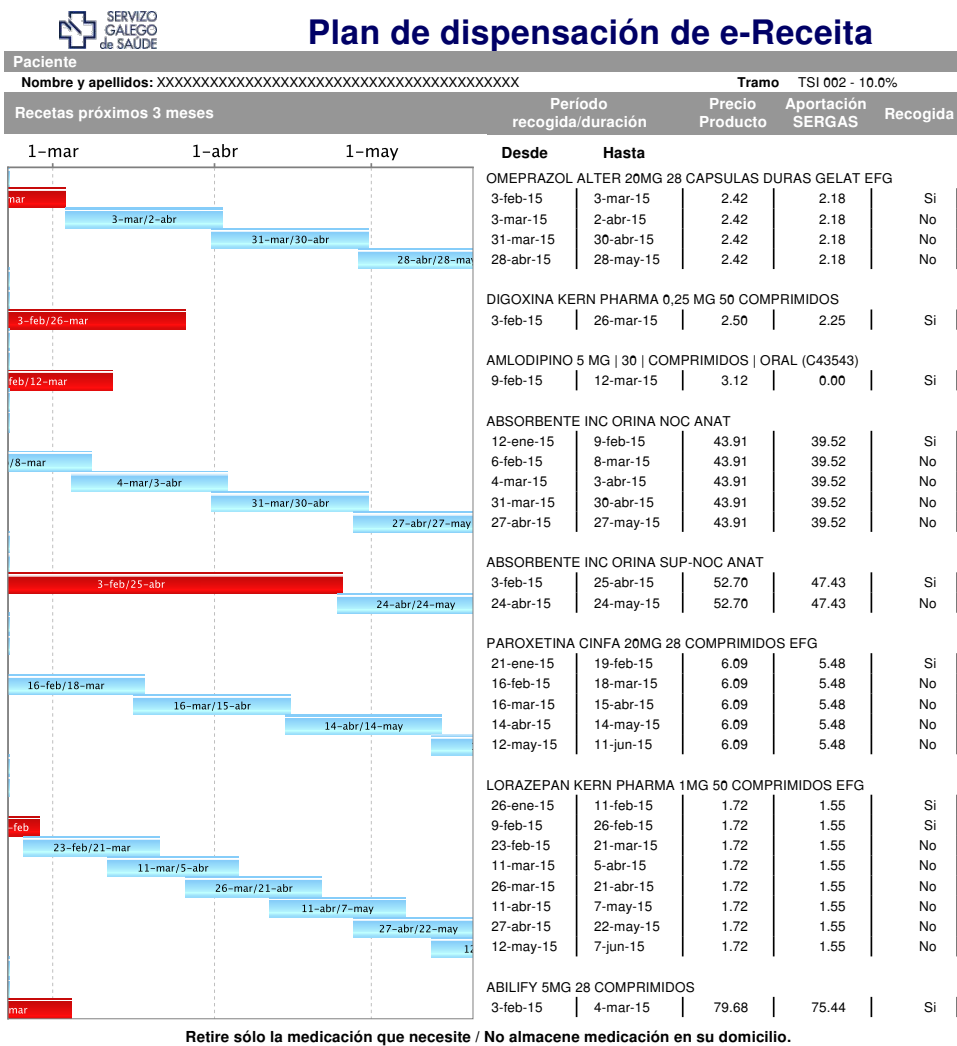 SERVIZO
GALEGO
de SAÚDE
Plan de dispensación de e-Receita
Paciente
Nombre y apellidos: XXXXXXXXXXXXXXXXXXXXXXXXXXXXXXXXXXXXXXXXX Tramo TSI 002 - 10.0%
Recetas próximos 3 meses Período recogida/duración Precio Producto Aportación SERGAS Recogida
1-mar 1-abr 1-may Desde Hasta
OMEPRAZOL ALTER 20MG 28 CAPSULAS DURAS GELAT EFG
mar 3-feb-15 3-mar-15 2.42 2.18 Si
3-mar/2-abr 3-mar-15 2-abr-15 2.42 2.18 No
31-mar/30-abr 31-mar-15 30-abr-15 2.42 2.18 No
28-abr/28-may 28-abr-15 28-may-15 2.42 2.18 No
DIGOXINA KERN PHARMA 0,25 MG 50 COMPRIMIDOS
3-feb/26-mar 3-feb-15 26-mar-15 2.50 2.25 Si
AMLODIPINO 5 MG | 30 | COMPRIMIDOS | ORAL (C43543)
feb/12-mar 9-feb-15 12-mar-15 3.12 0.00 Si
ABSORBENTE INC ORINA NOC ANAT
12-ene-15 9-feb-15 43.91 39.52 Si
/8-mar 6-feb-15 8-mar-15 43.91 39.52 No
4-mar/3-abr 4-mar-15 3-abr-15 43.91 39.52 No
31-mar/30-abr 31-mar-15 30-abr-15 43.91 39.52 No
27-abr/27-may 27-abr-15 27-may-15 43.91 39.52 No
ABSORBENTE INC ORINA SUP-NOC ANAT
3-feb/25-abr 3-feb-15 25-abr-15 52.70 47.43 Si
24-abr/24-may 24-abr-15 24-may-15 52.70 47.43 No
PAROXETINA CINFA 20MG 28 COMPRIMIDOS EFG
21-ene-15 19-feb-15 6.09 5.48 Si
16-feb/18-mar 16-feb-15 18-mar-15 6.09 5.48 No
16-mar/15-abr 16-mar-15 15-abr-15 6.09 5.48 No
14-abr/14-may 14-abr-15 14-may-15 6.09 5.48 No
12-may-15 11-jun-15 6.09 5.48 No
LORAZEPAN KERN PHARMA 1MG 50 COMPRIMIDOS EFG
26-ene-15 11-feb-15 1.72 1.55 Si
-feb 9-feb-15 26-feb-15 1.72 1.55 Si
23-feb/21-mar 23-feb-15 21-mar-15 1.72 1.55 No
11-mar/5-abr 11-mar-15 5-abr-15 1.72 1.55 No
26-mar/21-abr 26-mar-15 21-abr-15 1.72 1.55 No
11-abr/7-may 11-abr-15 7-may-15 1.72 1.55 No
27-abr/22-may 27-abr-15 22-may-15 1.72 1.55 No
12 12-may-15 7-jun-15 1.72 1.55 No
ABILIFY 5MG 28 COMPRIMIDOS
mar 3-feb-15 4-mar-15 79.68 75.44 Si
Retire sólo la medicación que necesite / No almacene medicación en su domicilio.